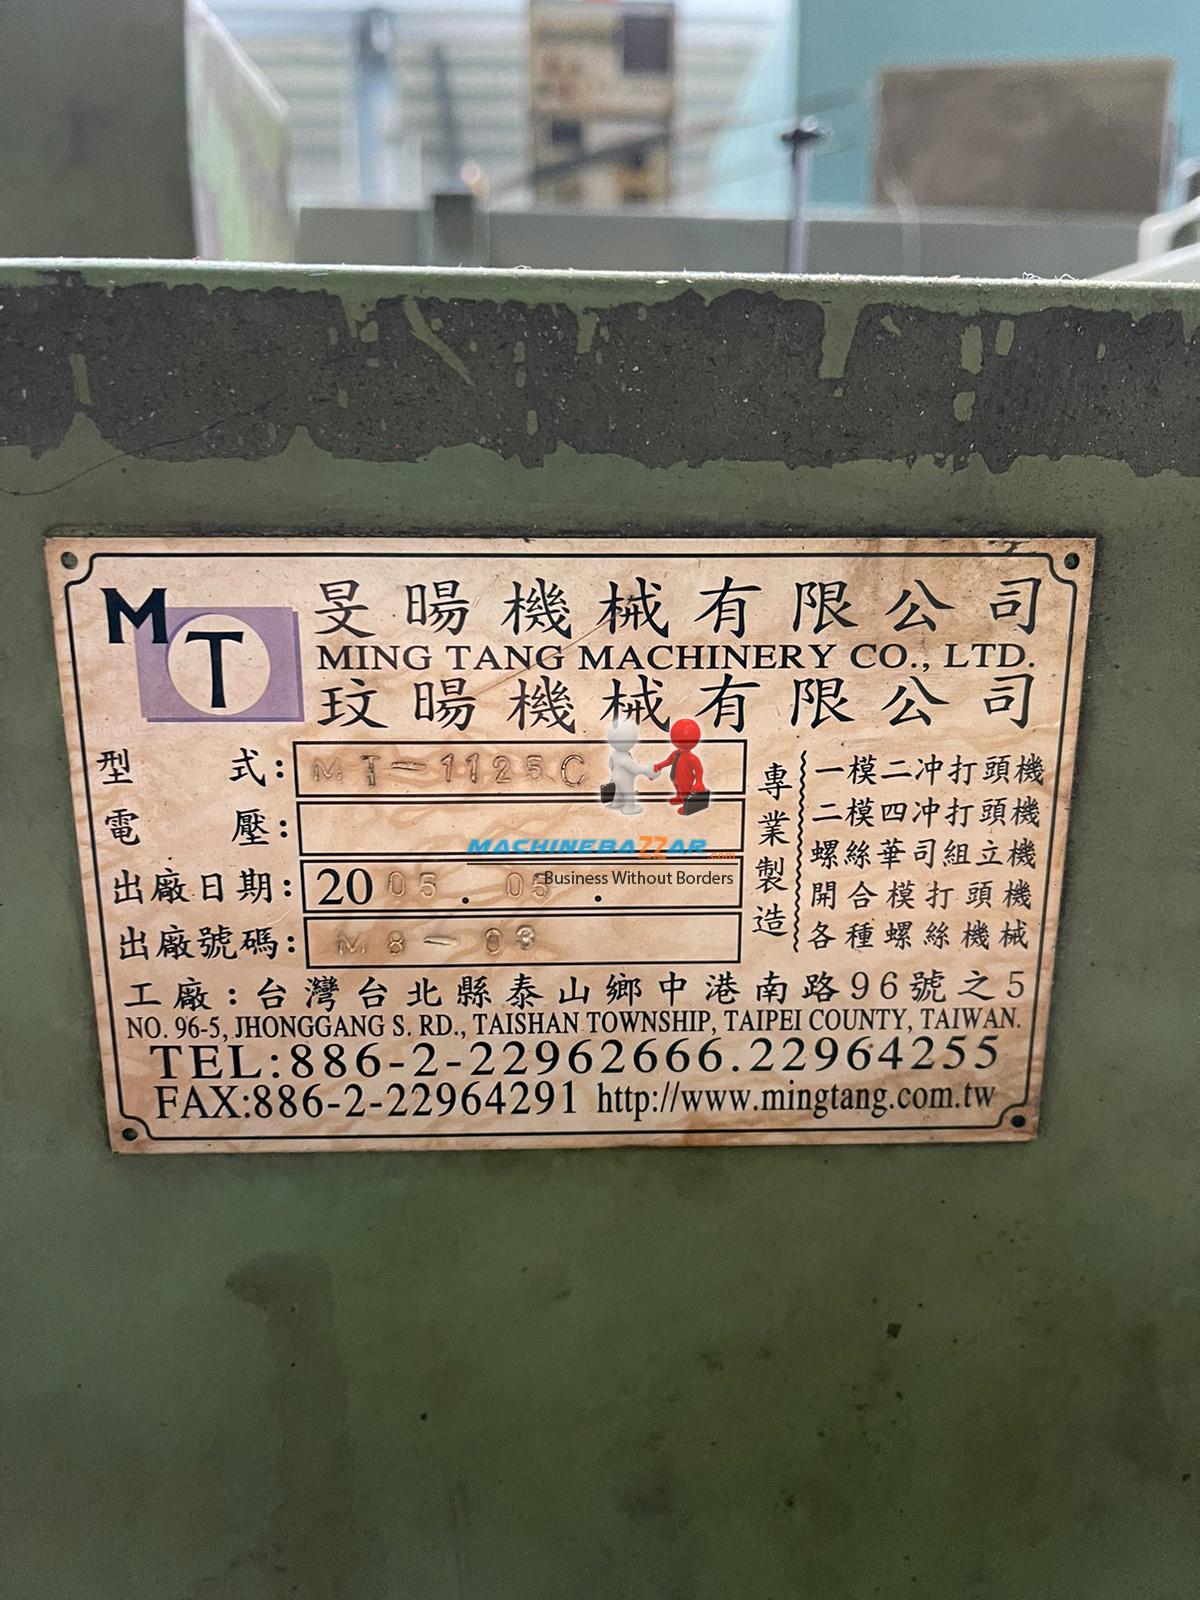 MT
旻暘機械有限公司
MING TANG MACHINERY CO., LTD.
玟暘機械有限公司
型式: MT-1125C
電壓:
出廠日期: 2005.05.
出廠號碼: M8-09
專業製造
一模二冲打頭機
二模四冲打頭機
螺絲華司組立機
開合模打頭機
各種螺絲機械
MACHINEBAZZAR.com
Business Without Borders
工廠:台灣台北縣泰山鄉中港南路96號之5
NO. 96-5, JHONGGANG S. RD., TAISHAN TOWNSHIP, TAIPEI COUNTY, TAIWAN.
TEL:886-2-22962666.22964255
FAX:886-2-22964291 http://www.mingtang.com.tw